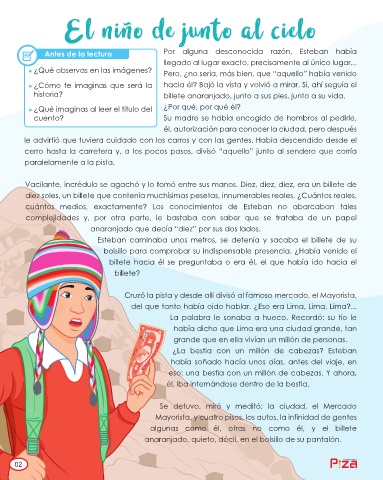 El niño de junto al cielo
Antes de la lectura
• ¿Qué observas en las imágenes?
• ¿Cómo te imaginas que será la
historia?
• ¿Qué imaginas al leer el título del
cuento?
Por alguna desconocida razón, Esteban había
llegado al lugar exacto, precisamente al único lugar...
Pero, ¿no sería, más bien, que “aquello” había venido
hacia él? Bajó la vista y volvió a mirar. Sí, ahí seguía el
billete anaranjado, junto a sus pies, junto a su vida.
¿Por qué, por qué él?
Su madre se había encogido de hombros al pedirle,
él, autorización para conocer la ciudad, pero después
le advirtió que tuviera cuidado con los carros y con las gentes. Había descendido desde el
cerro hasta la carretera y, a los pocos pasos, divisó “aquello” junto al sendero que corría
paralelamente a la pista.
Vacilante, incrédulo se agachó y lo tomó entre sus manos. Diez, diez, diez, era un billete de
diez soles, un billete que contenía muchísimas pesetas, innumerables reales. ¿Cuántos reales,
cuántos medios, exactamente? Los conocimientos de Esteban no abarcaban tales
complejidades y, por otra parte, le bastaba con saber que se trataba de un papel
anaranjado que decía “diez” por sus dos lados.
Esteban caminaba unos metros, se detenía y sacaba el billete de su
bolsillo para comprobar su indispensable presencia. ¿Había venido el
billete hacia él se preguntaba o era él, el que había ido hacia el
billete?
Cruzó la pista y desde allí divisó al famoso mercado, el Mayorista,
del que tanto había oído hablar. ¿Eso era Lima, Lima, Lima?...
La palabra le sonaba a hueco. Recordó: su tío le
había dicho que Lima era una ciudad grande, tan
grande que en ella vivían un millón de personas.
¿La bestia con un millón de cabezas? Esteban
había soñado hacía unos días, antes del viaje, en
eso: una bestia con un millón de cabezas. Y ahora,
él, iba internándose dentro de la bestia.
Se detuvo, miró y meditó: la ciudad, el Mercado
Mayorista, y cuatro pisos, los autos, la infinidad de gentes
algunas como él, otras no como él, y el billete
anaranjado, quieto, dócil, en el bolsillo de su pantalón.
02